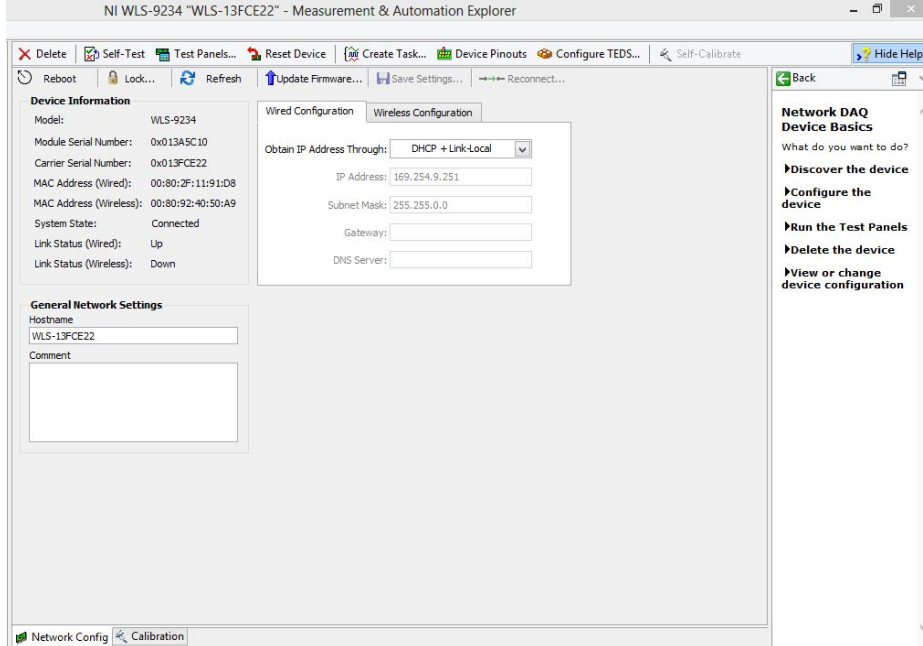 NI WLS-9234 "WLS-13FCE22" - Measurement & Automation Explorer
Delete Self-Test Test Panels... Reset Device Create Task... Device Pinouts Configure TEDS... Self-Calibrate Hide Help
Reboot Lock... Refresh Update Firmware... Save Settings... Reconnect... Back
Device Information
Model: WLS-9234
Module Serial Number: 0x013A5C10
Carrier Serial Number: 0x013FCE22
MAC Address (Wired): 00:80:2F:11:91:D8
MAC Address (Wireless): 00:80:92:40:50:A9
System State: Connected
Link Status (Wired): Up
Link Status (Wireless): Down
Wired Configuration Wireless Configuration
Obtain IP Address Through: DHCP + Link-Local
IP Address: 169.254.9.251
Subnet Mask: 255.255.0.0
Gateway:
DNS Server:
General Network Settings
Hostname
WLS-13FCE22
Comment
Network DAQ
Device Basics
What do you want to do?
Discover the device
Configure the
device
Run the Test Panels
Delete the device
View or change
device configuration
Network Config Calibration